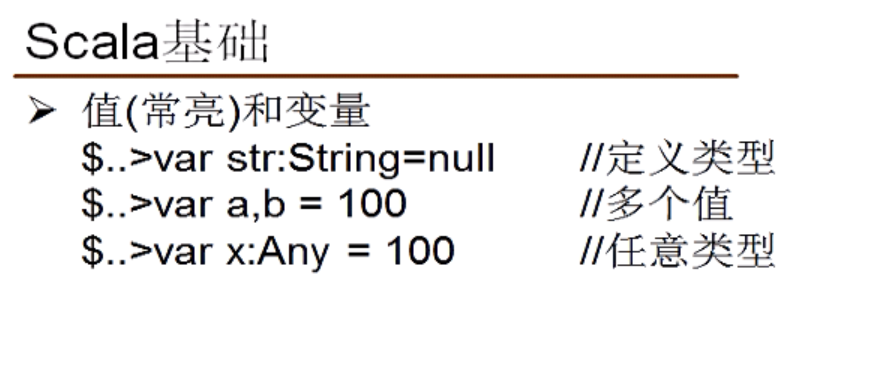 Scala基础
➢ 值(常亮)和变量
$..>var str:String=null //定义类型
$..>var a,b = 100 //多个值
$..>var x:Any = 100 //任意类型